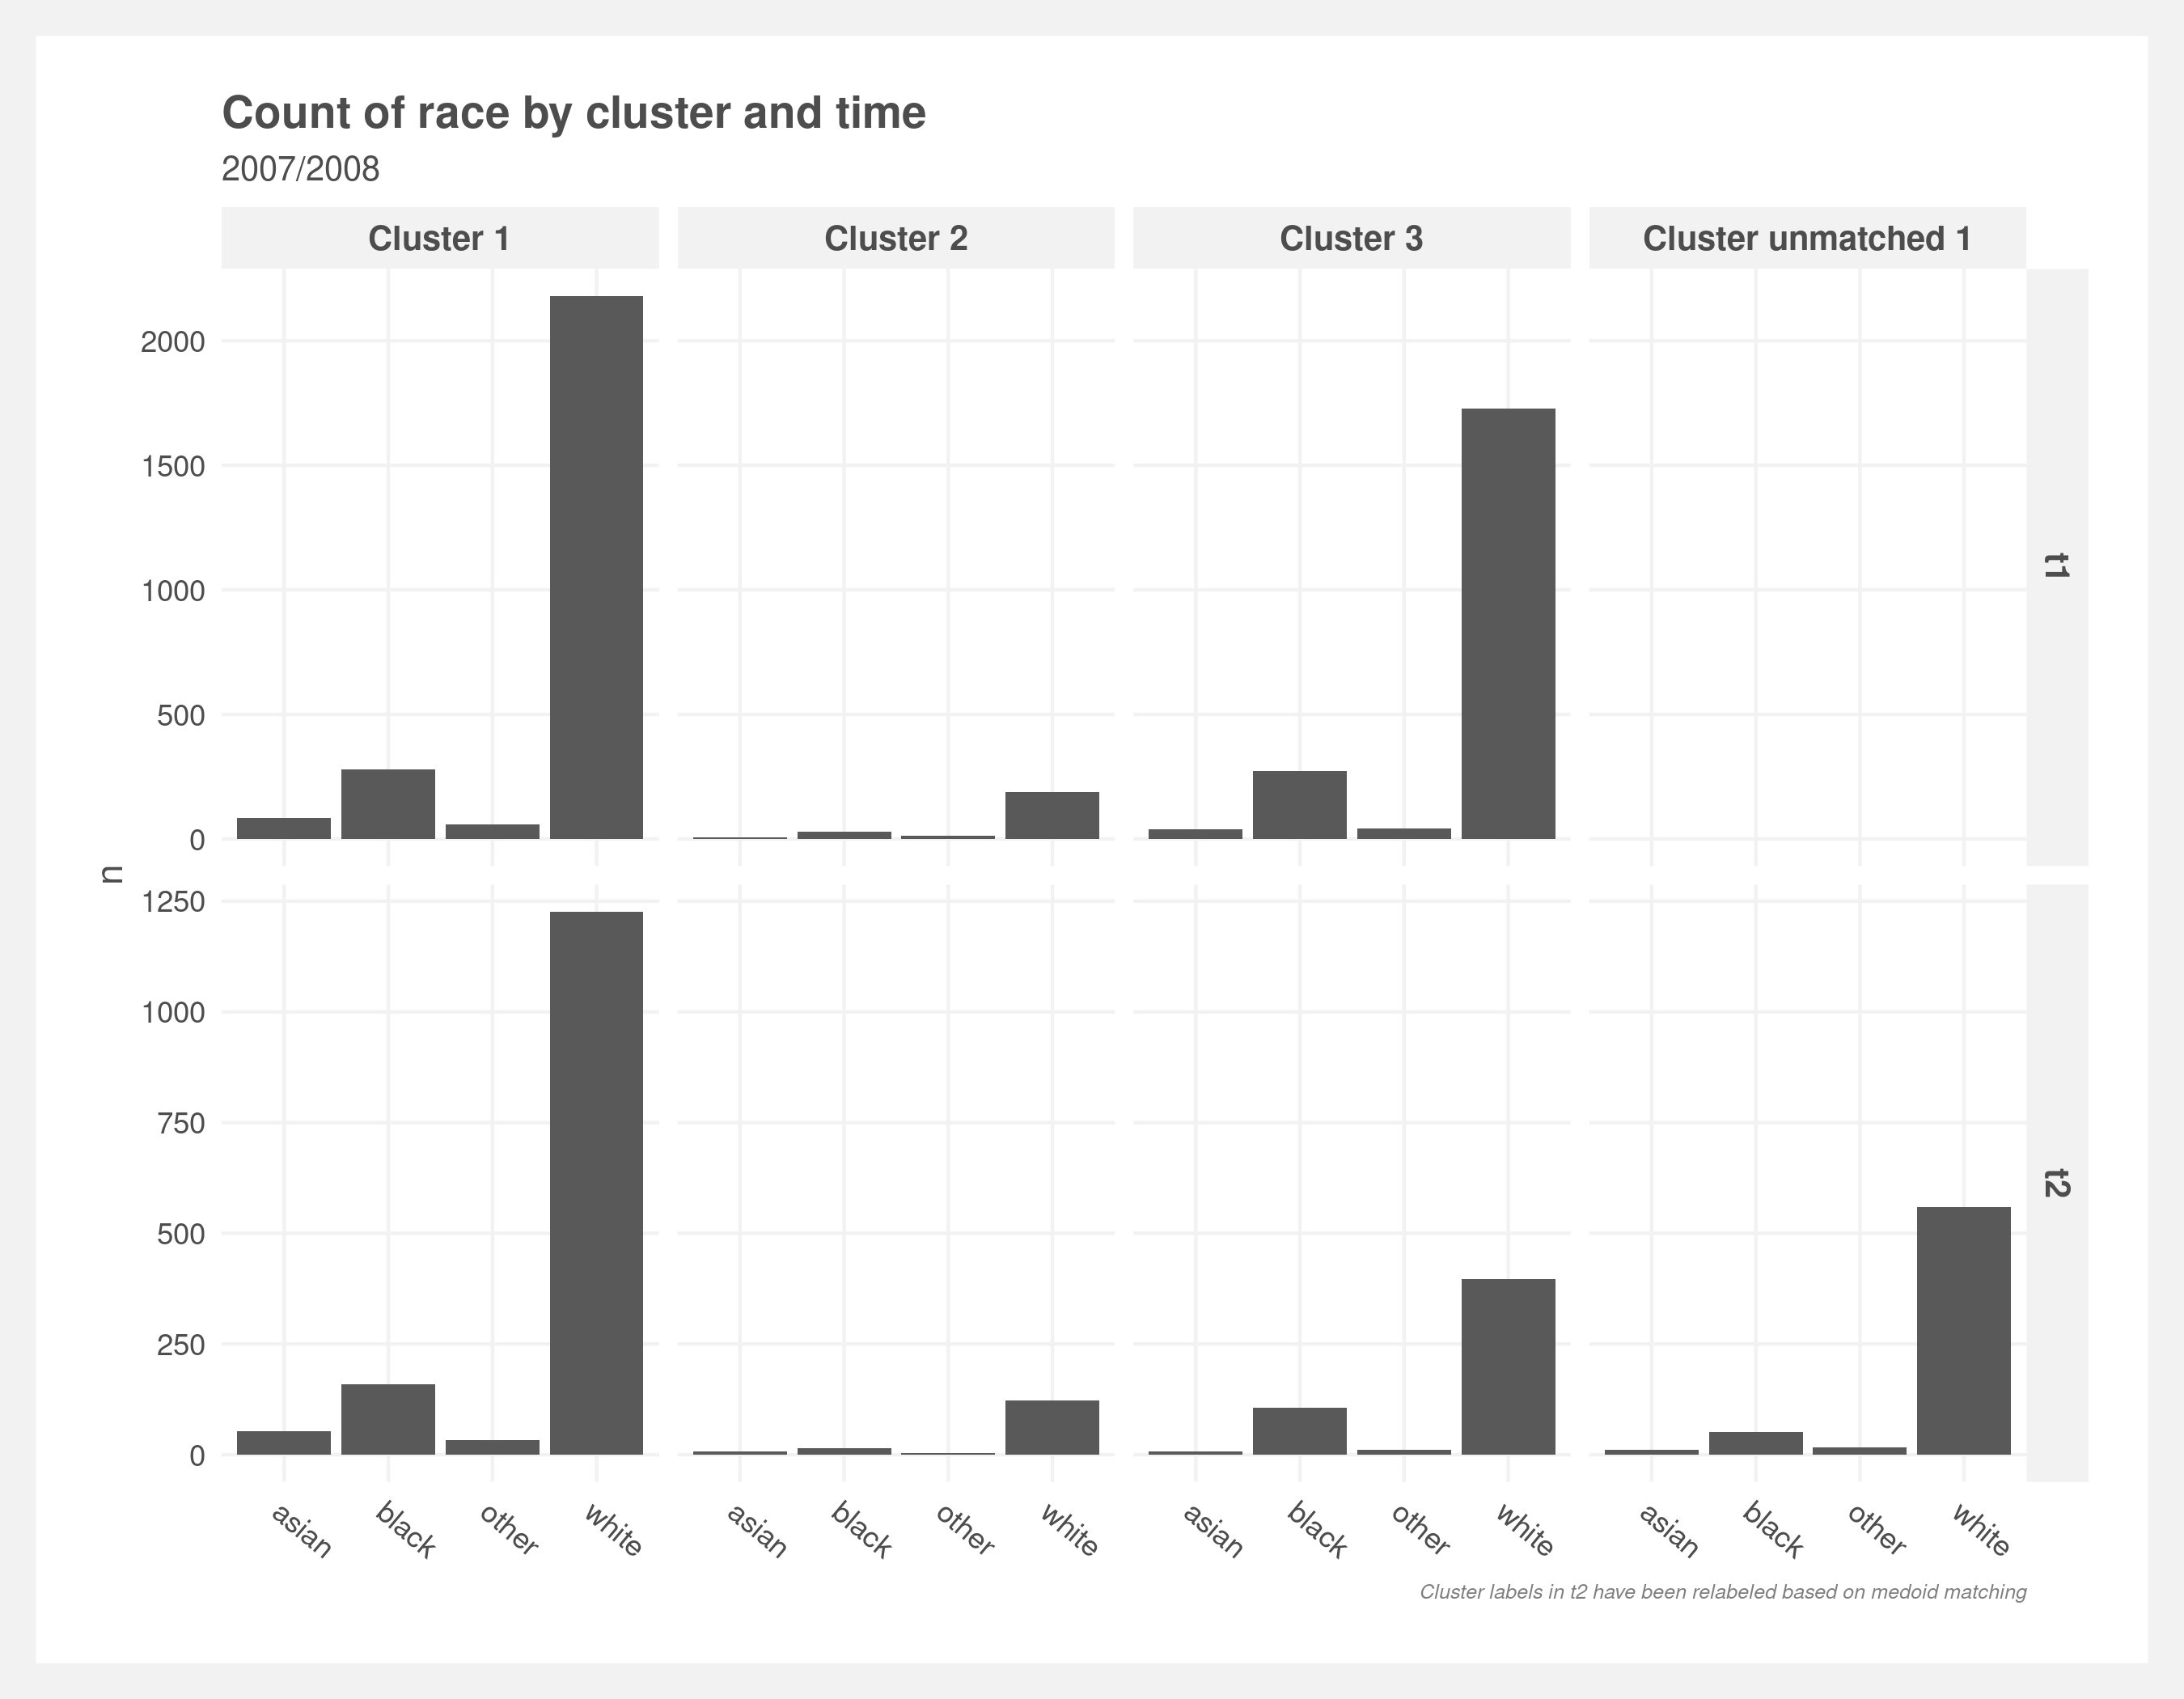 Count of race by cluster and time
2007/2008
Cluster 1 Cluster 2 Cluster 3 Cluster unmatched 1
2000
1500
1000
500
0
t1
n
1250
1000
750
500
250
0
t2
asian black other white asian black other white asian black other white asian black other white
Cluster labels in t2 have been relabeled based on medoid matching